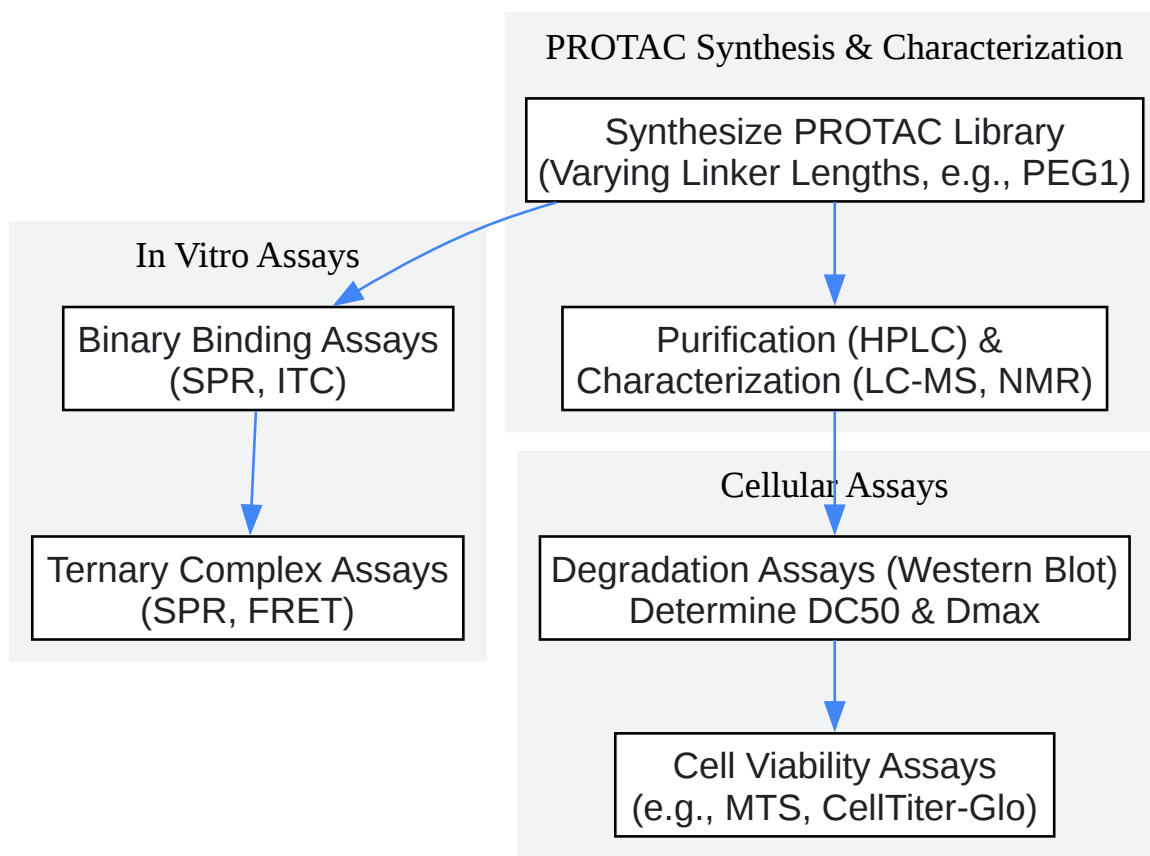 PROTAC Synthesis & Characterization
Synthesize PROTAC Library
(Varying Linker Lengths, e.g., PEG1)
In Vitro Assays
Binary Binding Assays
(SPR, ITC)
Purification (HPLC) &
Characterization (LC-MS, NMR)
Ternary Complex Assays
(SPR, FRET)
Cellular Assays
Degradation Assays (Western Blot)
Determine DC50 & Dmax
Cell Viability Assays
(e.g., MTS, CellTiter-Glo)